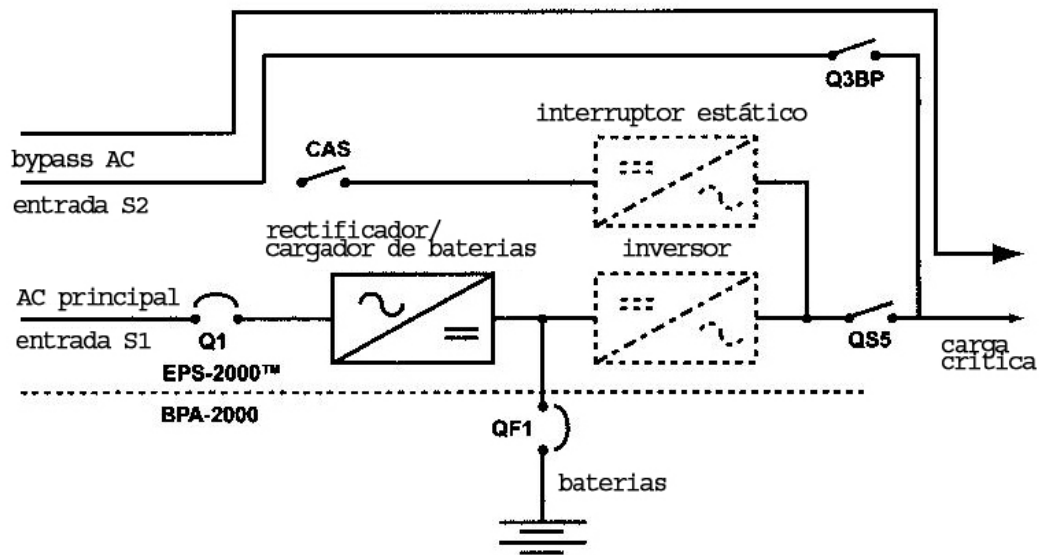 Q3BP
interruptor estático
bypass AC
CAS
entrada S2
rectificador/
cargador de baterias
inversor
AC principal
entrada S1
Q1
QS5
carga
critica
EPS-2000™
BPA-2000
QF1
baterias